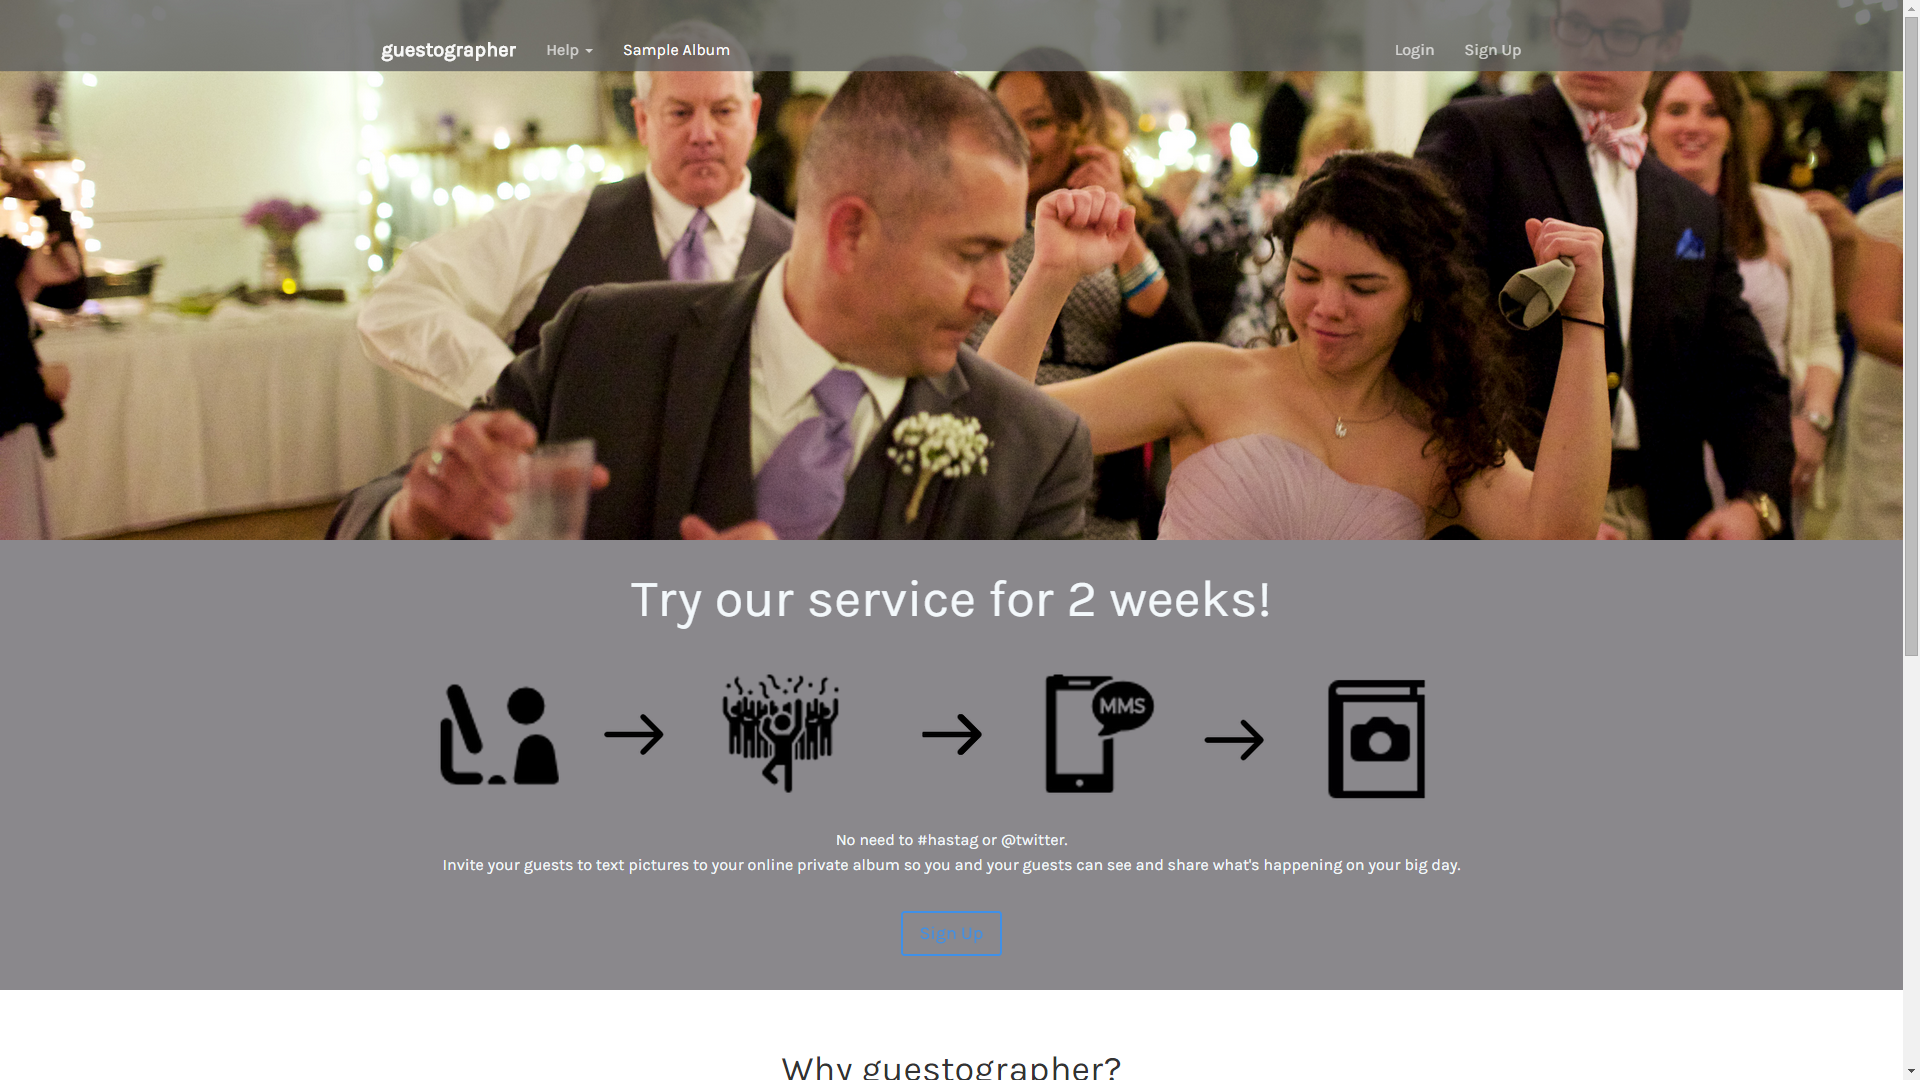 guestographer
Help
Sample Album
Login
Sign Up
Try our service for 2 weeks!
MMS
No need to #hastag or @twitter.
Invite your guests to text pictures to your online private album so you and your guests can see and share what's happening on your big day.
Sign Up
Why guestographer?